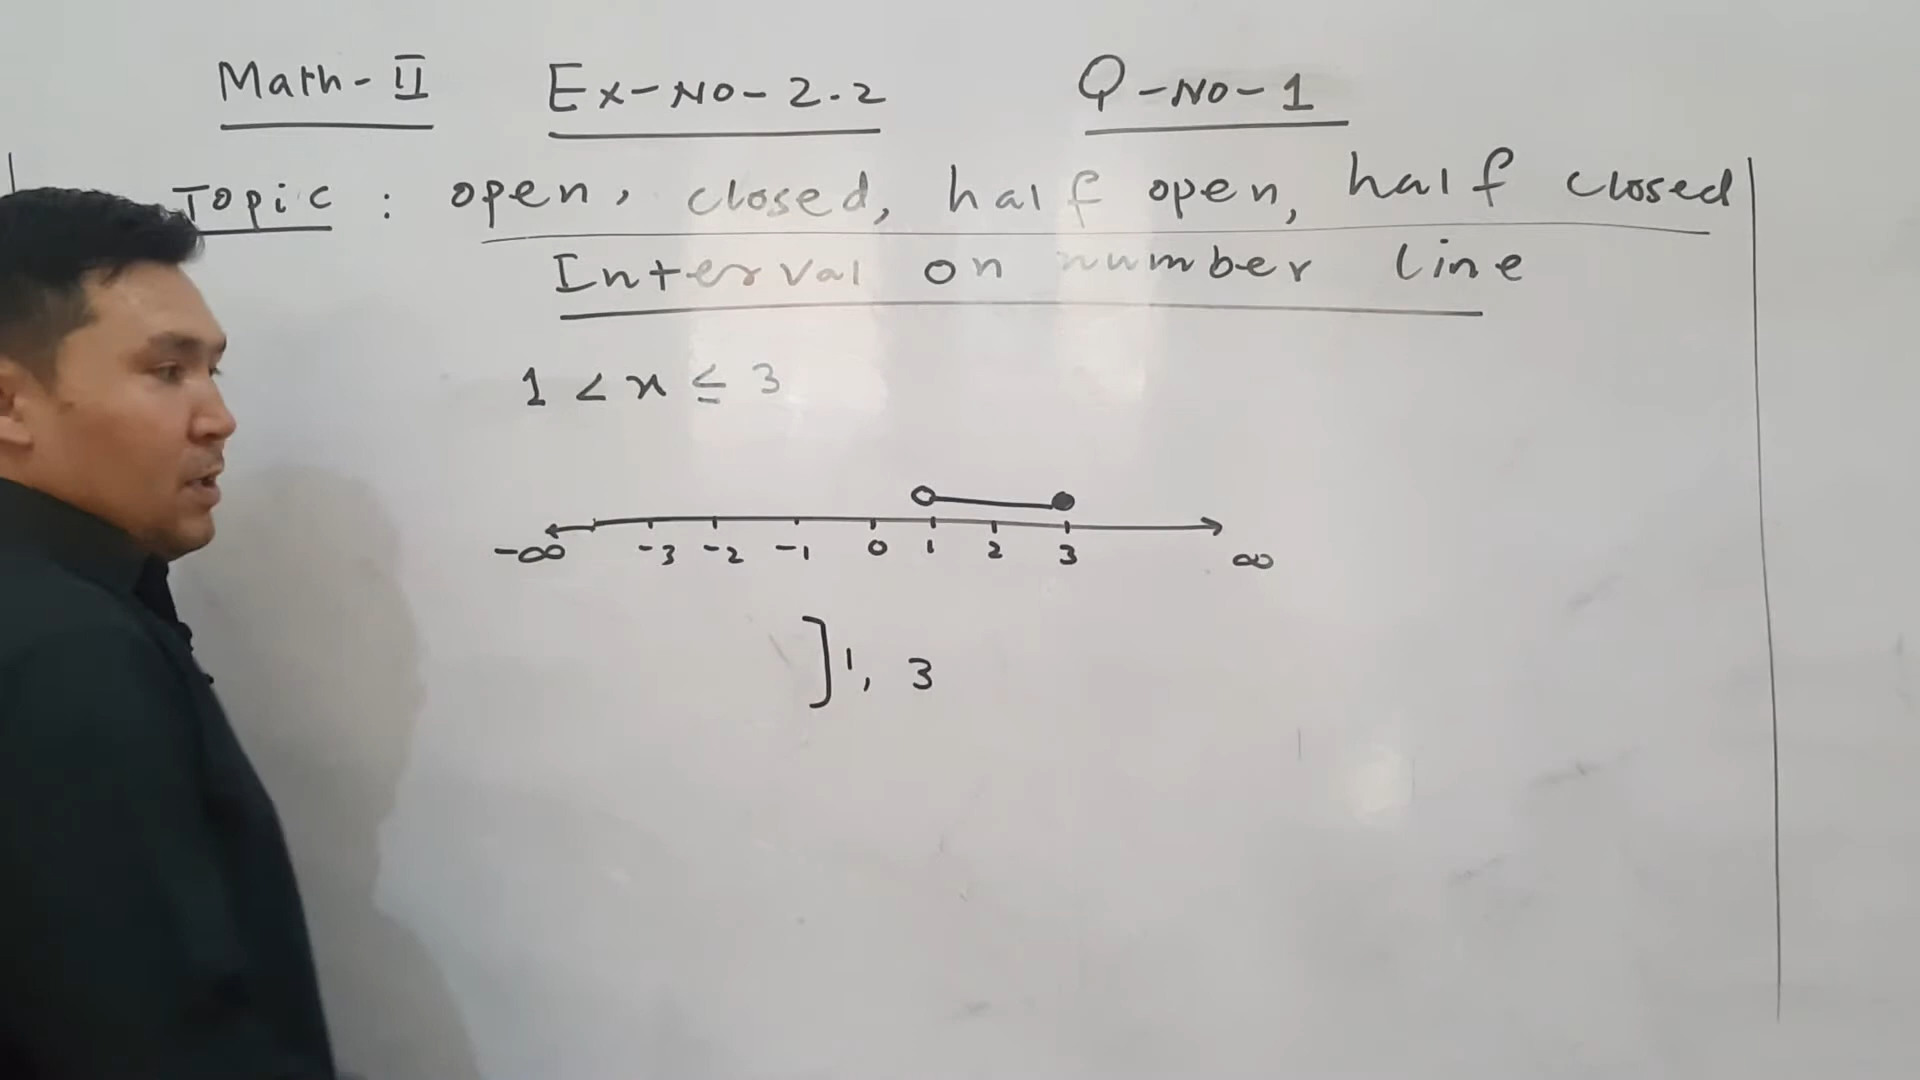 Math-II Ex-No-2.2 Q-No-1
Topic : open, closed, half open, half closed
Interval on number line
1 < x ≤ 3
-∞ -3 -2 -1 0 1 2 3 ∞
]1, 3